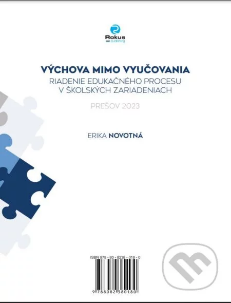 Rokus
VÝCHOVA MIMO VYUČOVANIA
RIADENIE EDUKAČNÉHO PROCESU
V ŠKOLSKÝCH ZARIADENIACH
PREŠOV 2023
ERIKA NOVOTNÁ